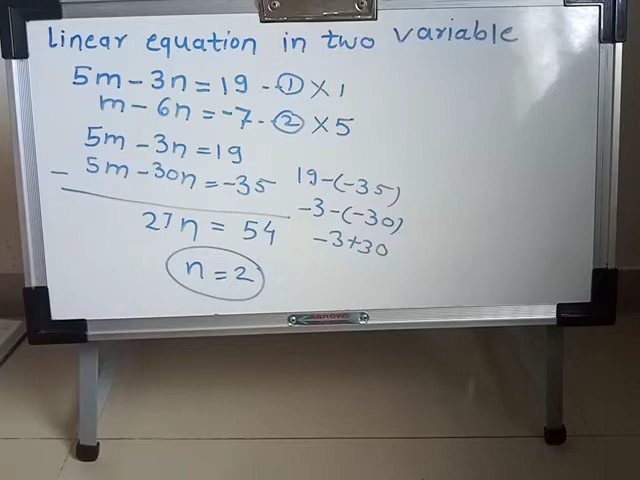 linear equation in two variable
5m - 3n = 19 - ① × 1
m - 6n = -7 - ② × 5
5m - 3n = 19
- 5m - 30n = -35
27n = 54
n = 2
19 - (-35)
-3 - (-30)
-3 + 30
ARROW